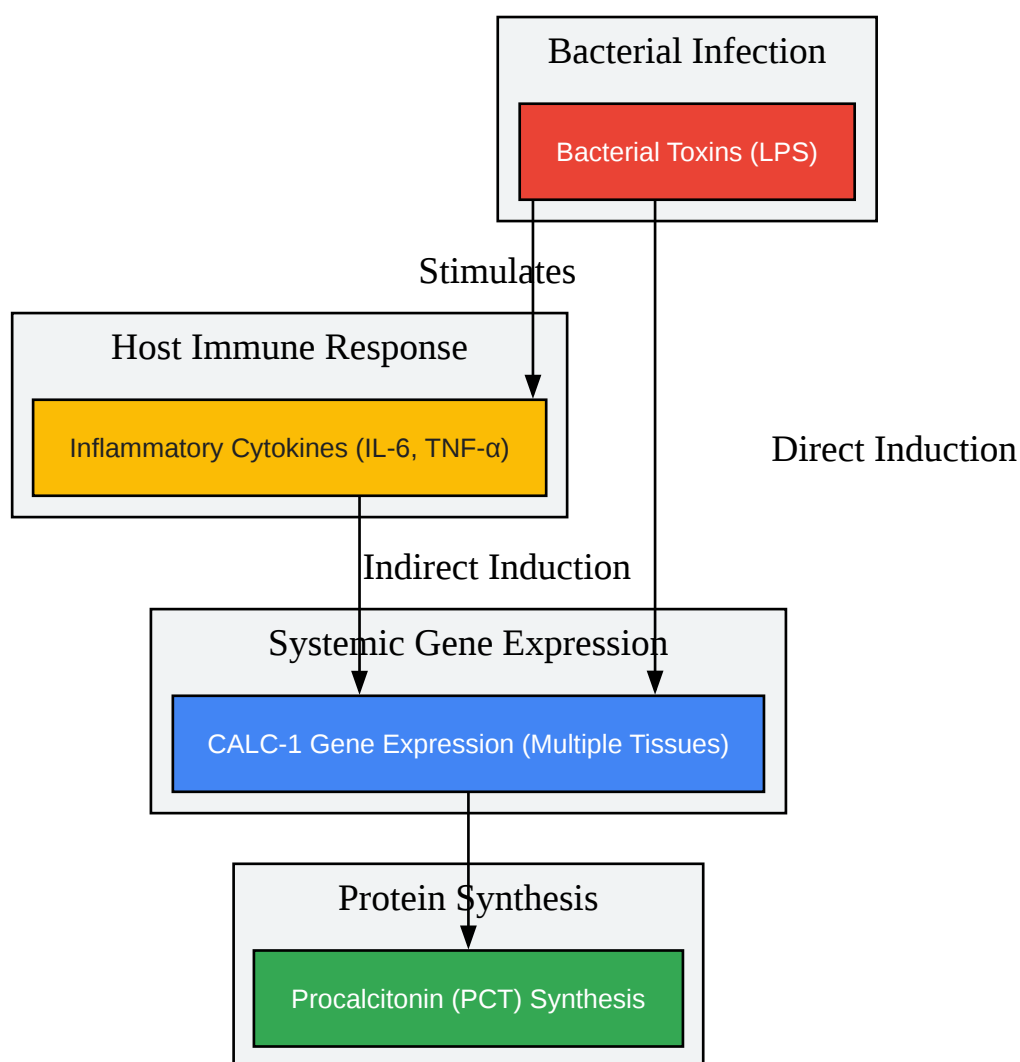 Bacterial Infection
Bacterial Toxins (LPS)
Stimulates
Host Immune Response
Inflammatory Cytokines (IL-6, TNF-α)
Direct Induction
Indirect Induction
Systemic Gene Expression
CALC-1 Gene Expression (Multiple Tissues)
Protein Synthesis
Procalcitonin (PCT) Synthesis